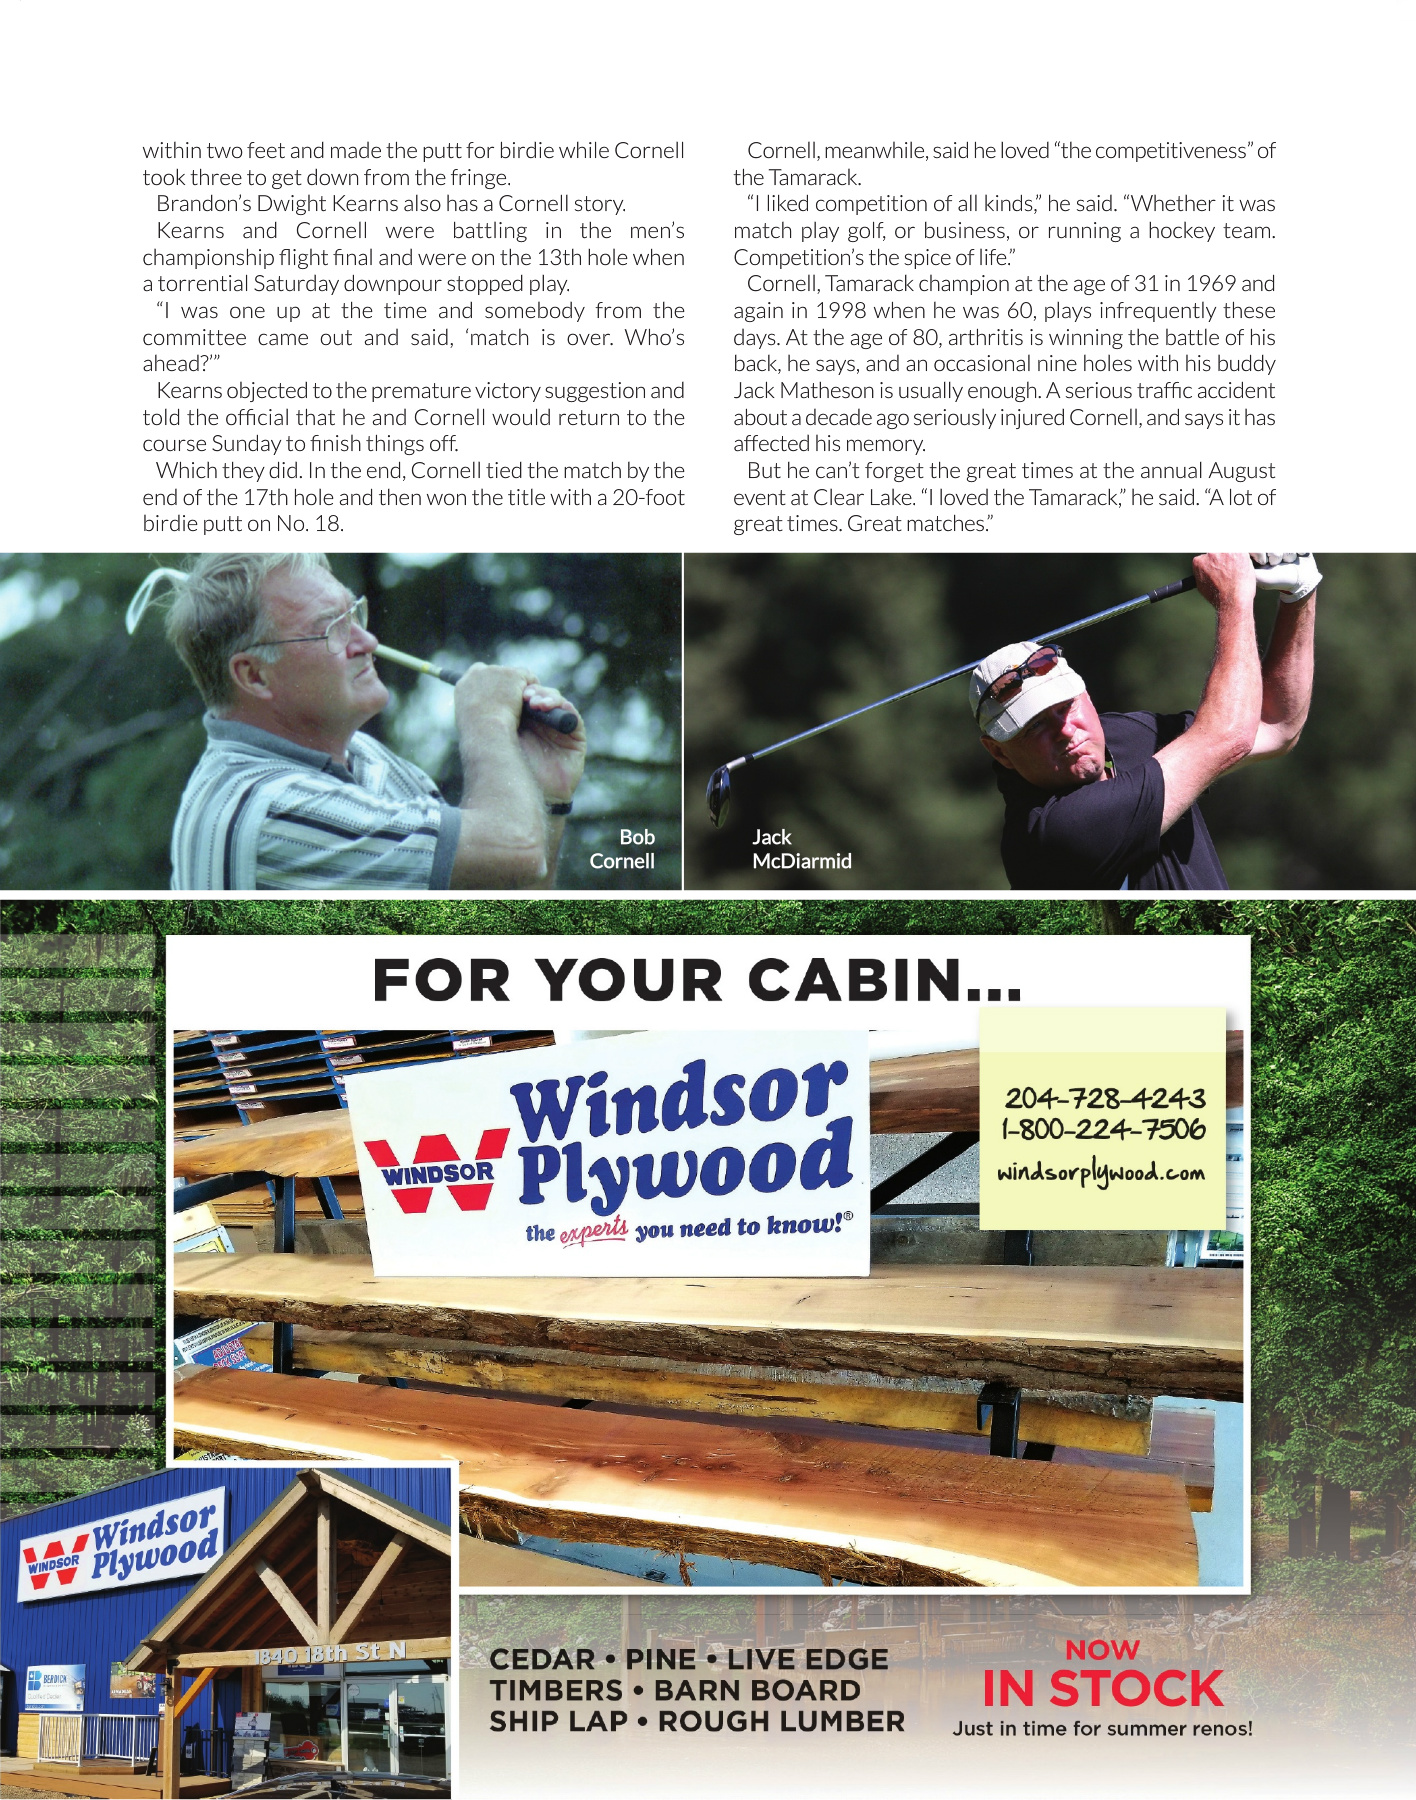 within two feet and made the putt for birdie while Cornell
took three to get down from the fringe.
Brandon’s Dwight Kearns also has a Cornell story.
Kearns and Cornell were battling in the men’s
championship flight final and were on the 13th hole when
a torrential Saturday downpour stopped play.
“I was one up at the time and somebody from the
committee came out and said, ‘match is over. Who’s
ahead?’”
Kearns objected to the premature victory suggestion and
told the official that he and Cornell would return to the
course Sunday to finish things off.
Which they did. In the end, Cornell tied the match by the
end of the 17th hole and then won the title with a 20-foot
birdie putt on No. 18.
Cornell, meanwhile, said he loved “the competitiveness” of
the Tamarack.
“I liked competition of all kinds,” he said. “Whether it was
match play golf, or business, or running a hockey team.
Competition’s the spice of life.”
Cornell, Tamarack champion at the age of 31 in 1969 and
again in 1998 when he was 60, plays infrequently these
days. At the age of 80, arthritis is winning the battle of his
back, he says, and an occasional nine holes with his buddy
Jack Matheson is usually enough. A serious traffic accident
about a decade ago seriously injured Cornell, and says it has
affected his memory.
But he can’t forget the great times at the annual August
event at Clear Lake. “I loved the Tamarack,” he said. “A lot of
great times. Great matches.”
Bob
Cornell
Jack
McDiarmid
FOR YOUR CABIN...
Windsor
Plywood
WINDSOR
the experts you need to know!®
204-728-4243
1-800-224-7506
windsorplywood.com
Windsor
Plywood
WINDSOR
1840 18th St N
BERDICK
CEDAR • PINE • LIVE EDGE
TIMBERS • BARN BOARD
SHIP LAP • ROUGH LUMBER
NOW
IN STOCK
Just in time for summer renos!